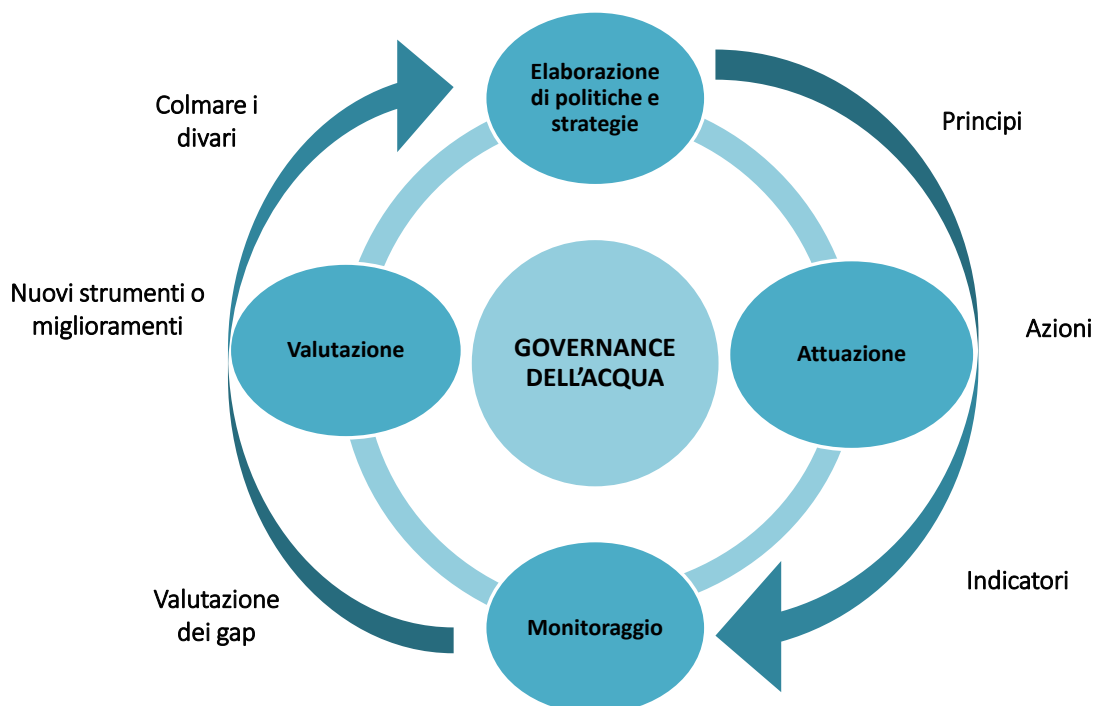 Elaborazione
di politiche e
strategie
Colmare i
divari
Principi
Nuovi strumenti o
miglioramenti
Valutazione
GOVERNANCE
DELL’ACQUA
Attuazione
Azioni
Valutazione
dei gap
Monitoraggio
Indicatori